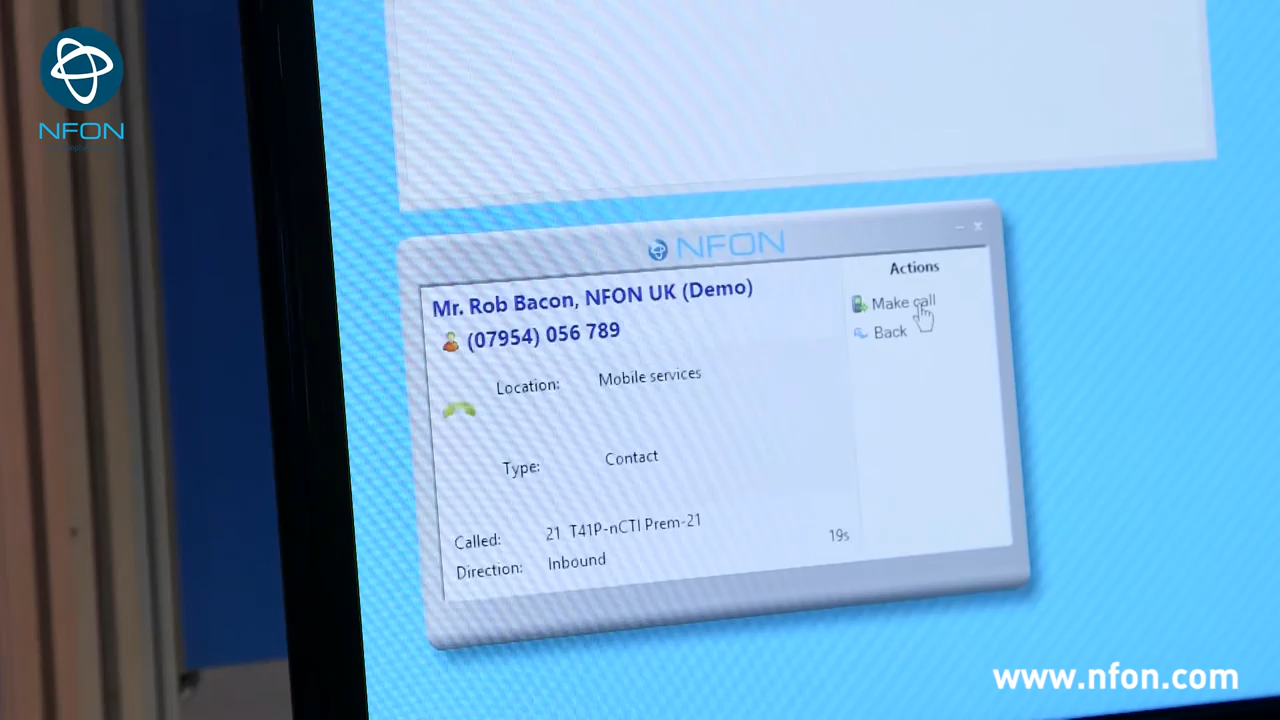 NFON
NFON
Mr. Rob Bacon, NFON UK (Demo)
(07954) 056 789
Location: Mobile services
Type: Contact
Called: 21 T41P-nCTI Prem-21
19s
Direction: Inbound
Actions
Make call
Back
www.nfon.com